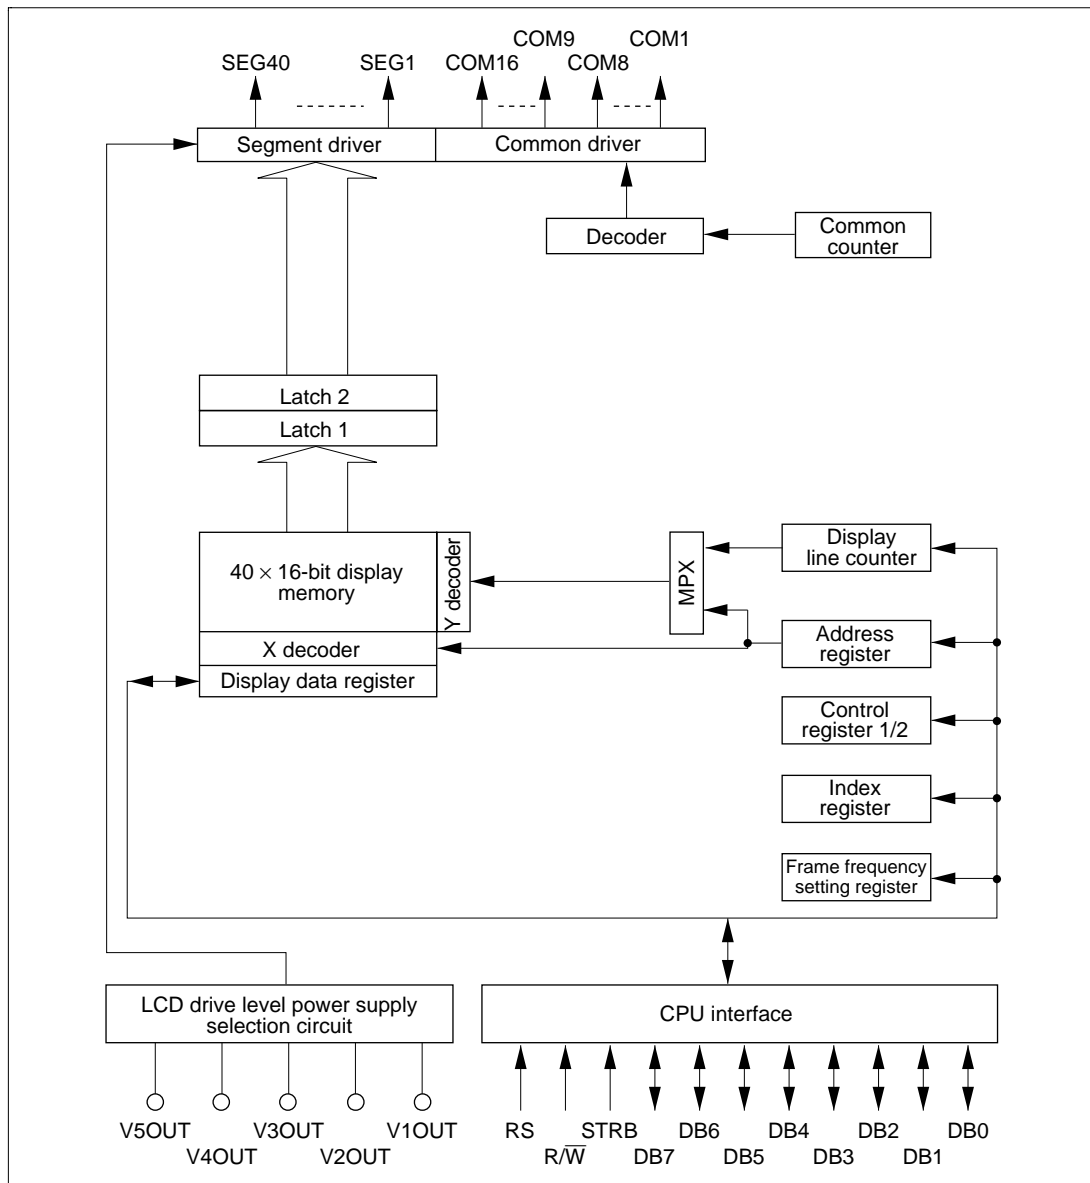 COM9 COM1
SEG40 SEG1 COM16 COM8
Segment driver Common driver
Decoder
Common
counter
Latch 2
Latch 1
40 × 16-bit display
memory
Y decoder
MPX
Display
line counter
X decoder
Address
register
Display data register
Control
register 1/2
Index
register
Frame frequency
setting register
LCD drive level power supply
selection circuit
CPU interface
V5OUT V3OUT V1OUT RS STRB DB6 DB4 DB2 DB0
V4OUT V2OUT R/W̅ DB7 DB5 DB3 DB1